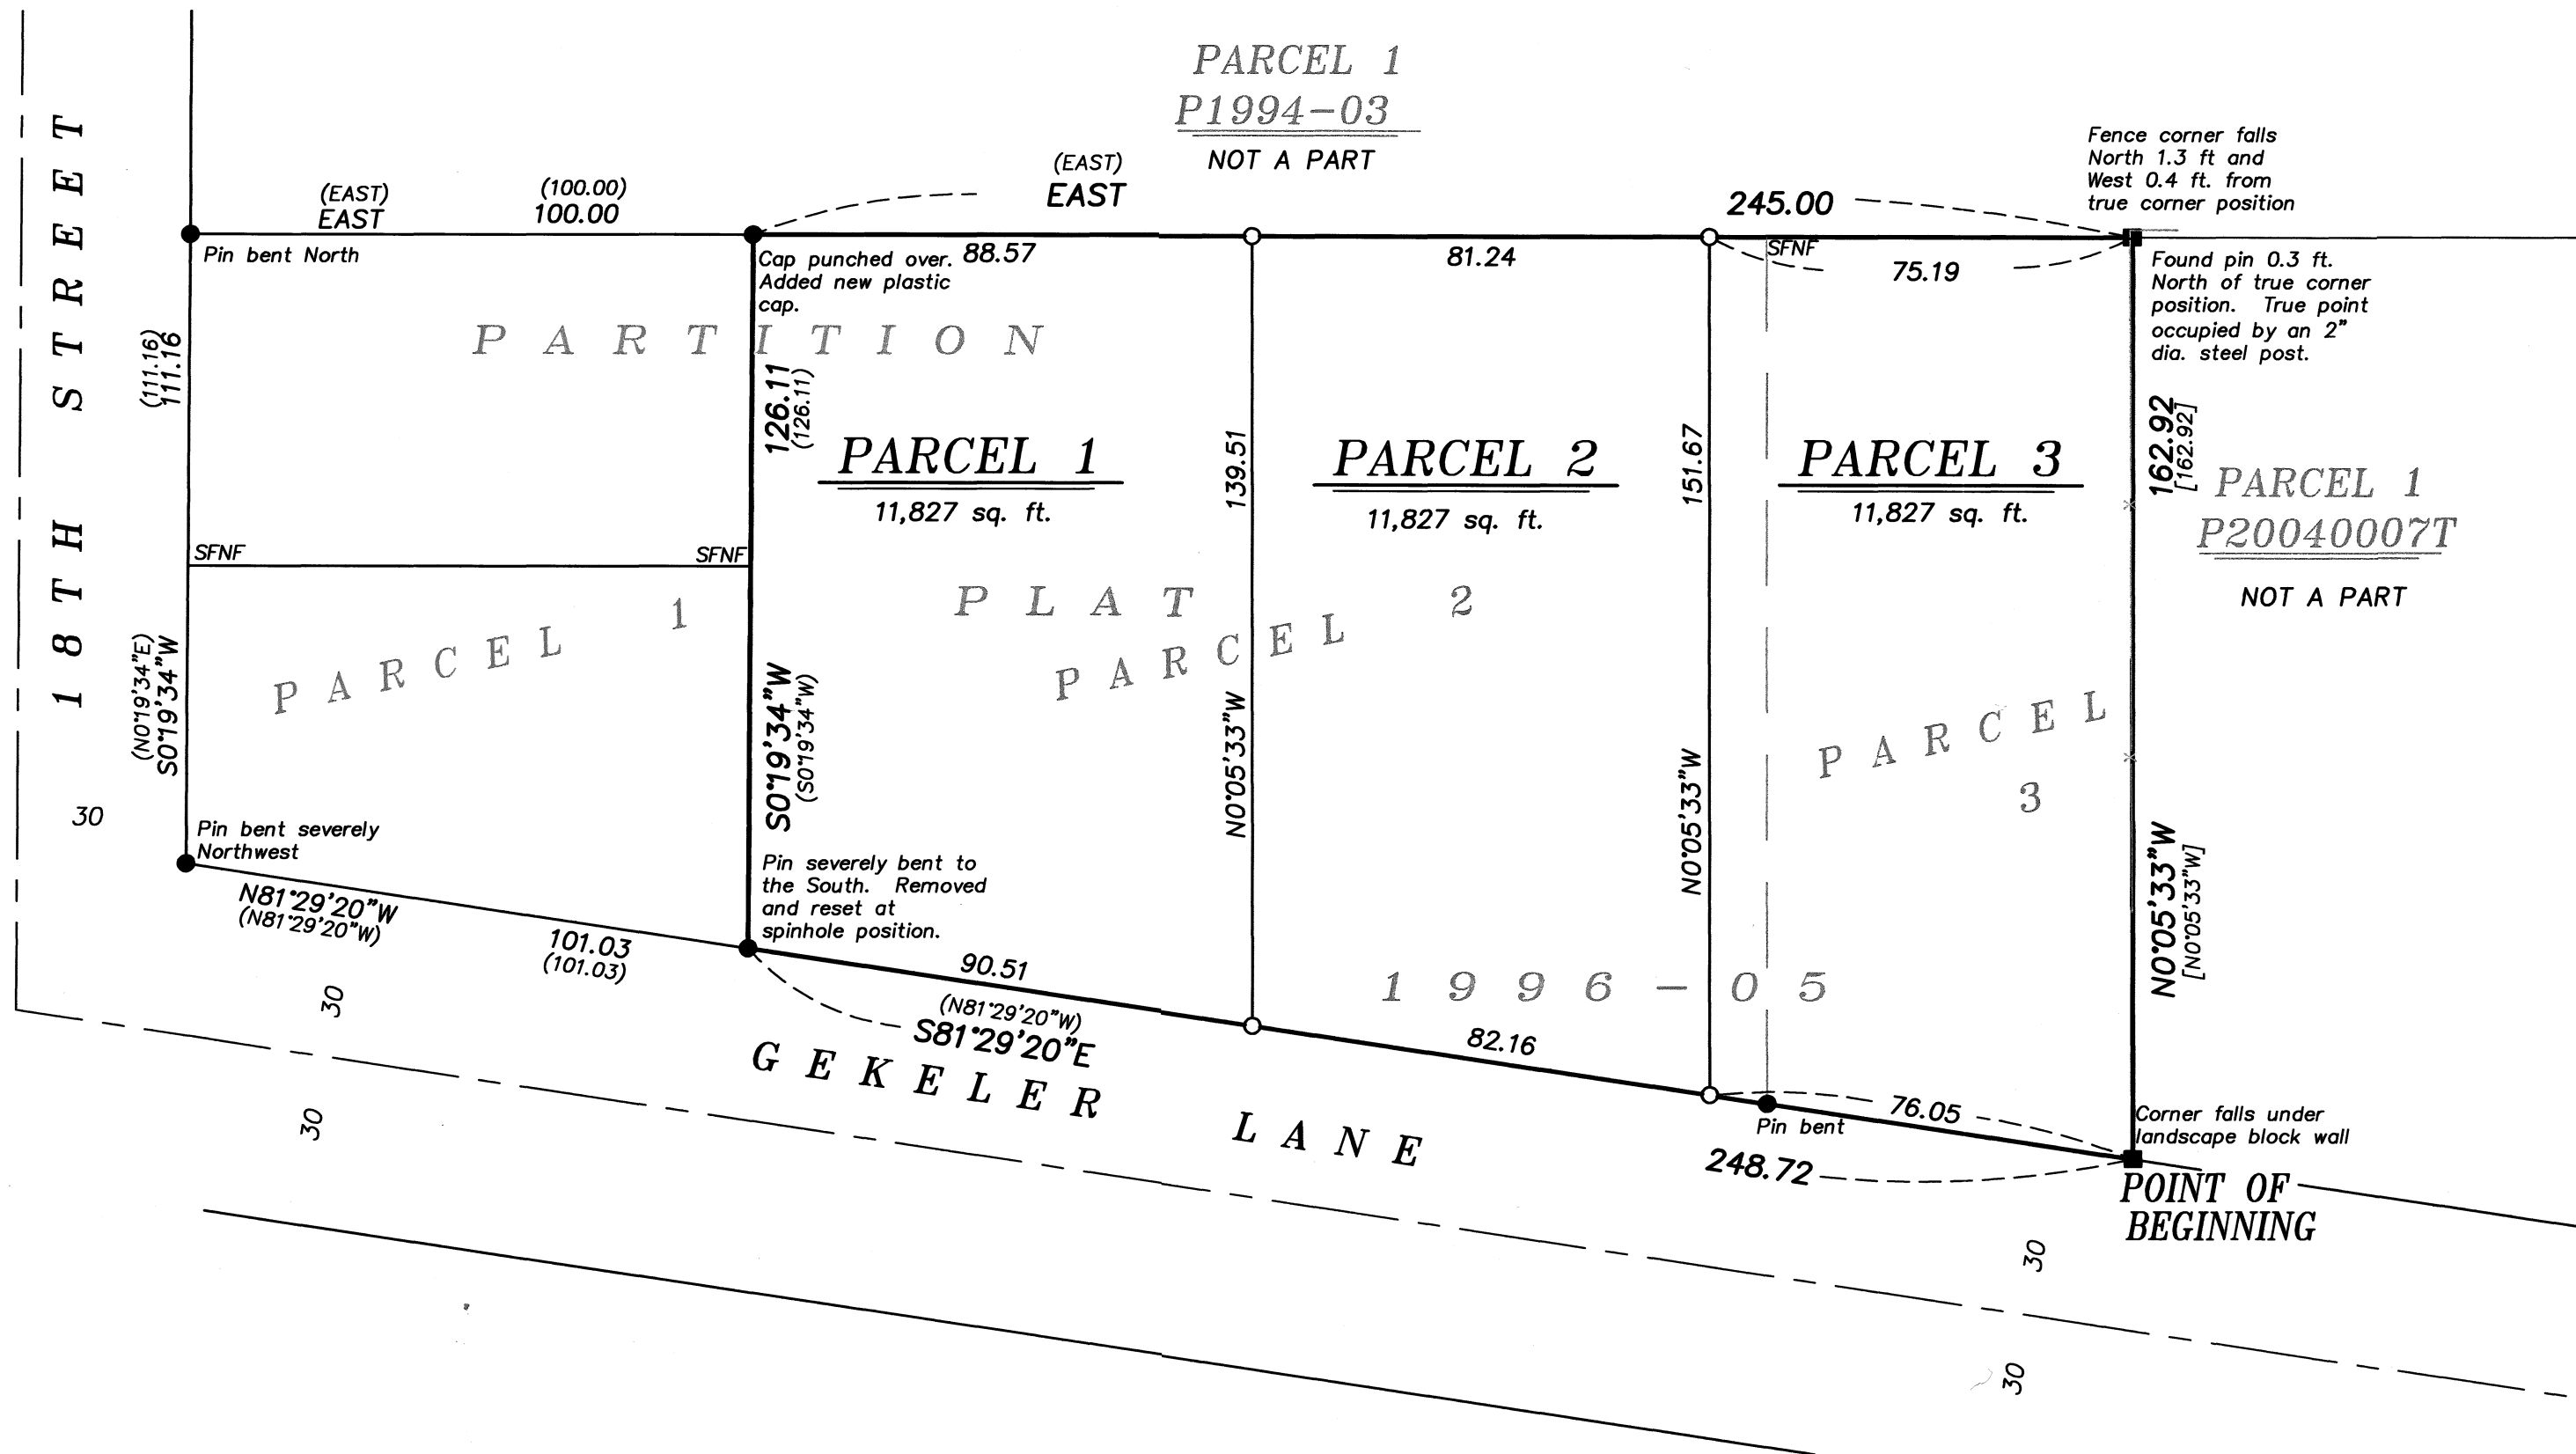 PARCEL 1
P1994-03
NOT A PART
Fence corner falls
North 1.3 ft and
West 0.4 ft. from
true corner position
(EAST)
EAST
(100.00)
100.00
(EAST)
EAST
245.00
Pin bent North
Cap punched over.
Added new plastic
cap.
88.57
81.24
SFNF
75.19
Found pin 0.3 ft.
North of true corner
position. True point
occupied by an 2"
dia. steel post.
18TH STREET
(111.16)
111.16
PARTITION
126.11
(126.11)
PARCEL 1
11,827 sq. ft.
139.51
PARCEL 2
11,827 sq. ft.
151.67
PARCEL 3
11,827 sq. ft.
162.92
[162.92]
PARCEL 1
P20040007T
NOT A PART
SFNF
SFNF
PARCEL 1
PLAT
PARCEL 2
PARCEL
3
(N0°19'34"E)
S0°19'34"W
S0°19'34"W
(S0°19'34"W)
N0°05'33"W
N0°05'33"W
N0°05'33"W
[N0°05'33"W]
30
Pin bent severely
Northwest
Pin severely bent to
the South. Removed
and reset at
spinhole position.
N81°29'20"W
(N81°29'20"W)
101.03
(101.03)
90.51
(N81°29'20"W)
S81°29'20"E
1996-05
82.16
76.05
Pin bent
248.72
Corner falls under
landscape block wall
POINT OF
BEGINNING
GEKELER LANE
30
30
30
30